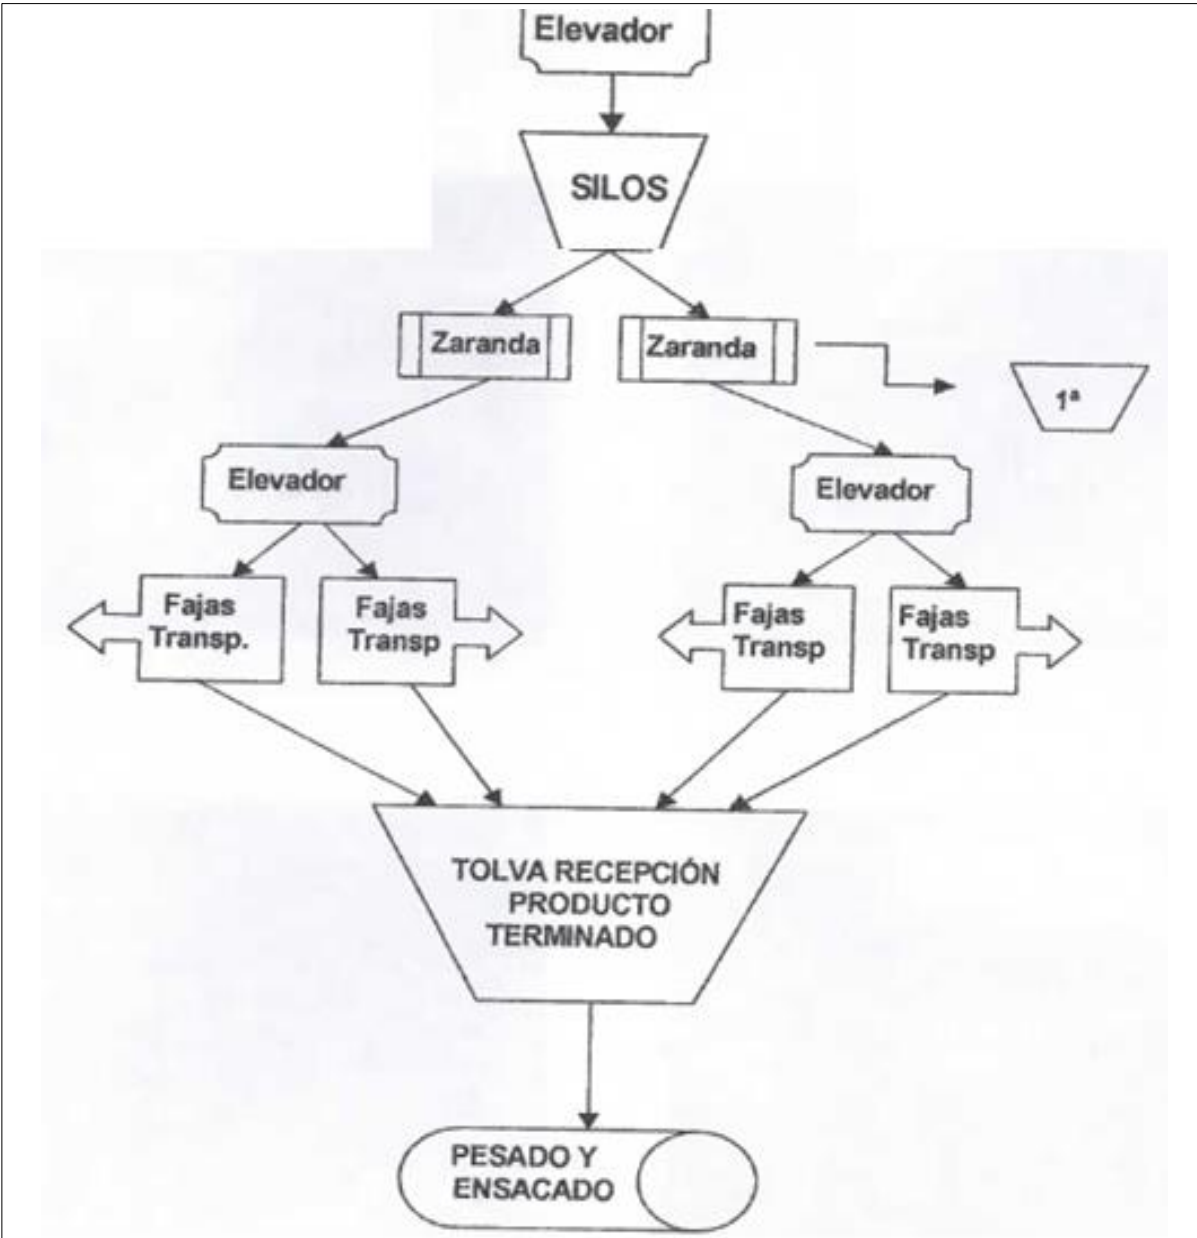 Elevador
SILOS
Zaranda
Zaranda
1ª
Elevador
Elevador
Fajas
Transp.
Fajas
Transp
Fajas
Transp
Fajas
Transp
TOLVA RECEPCIÓN
PRODUCTO
TERMINADO
PESADO Y
ENSACADO